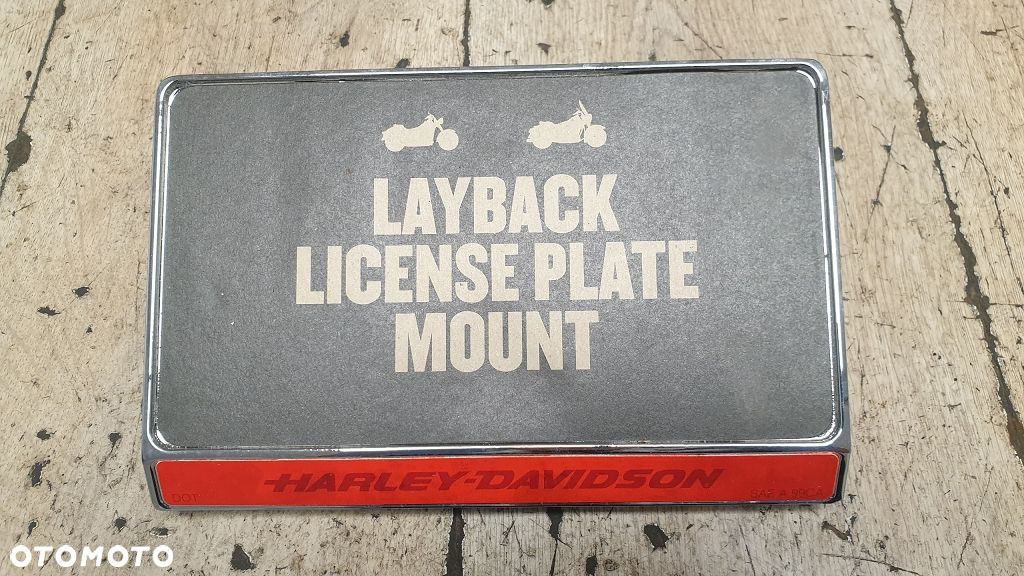 LAYBACK
LICENSE PLATE
MOUNT
HARLEY-DAVIDSON
DOT
OTOMOTO